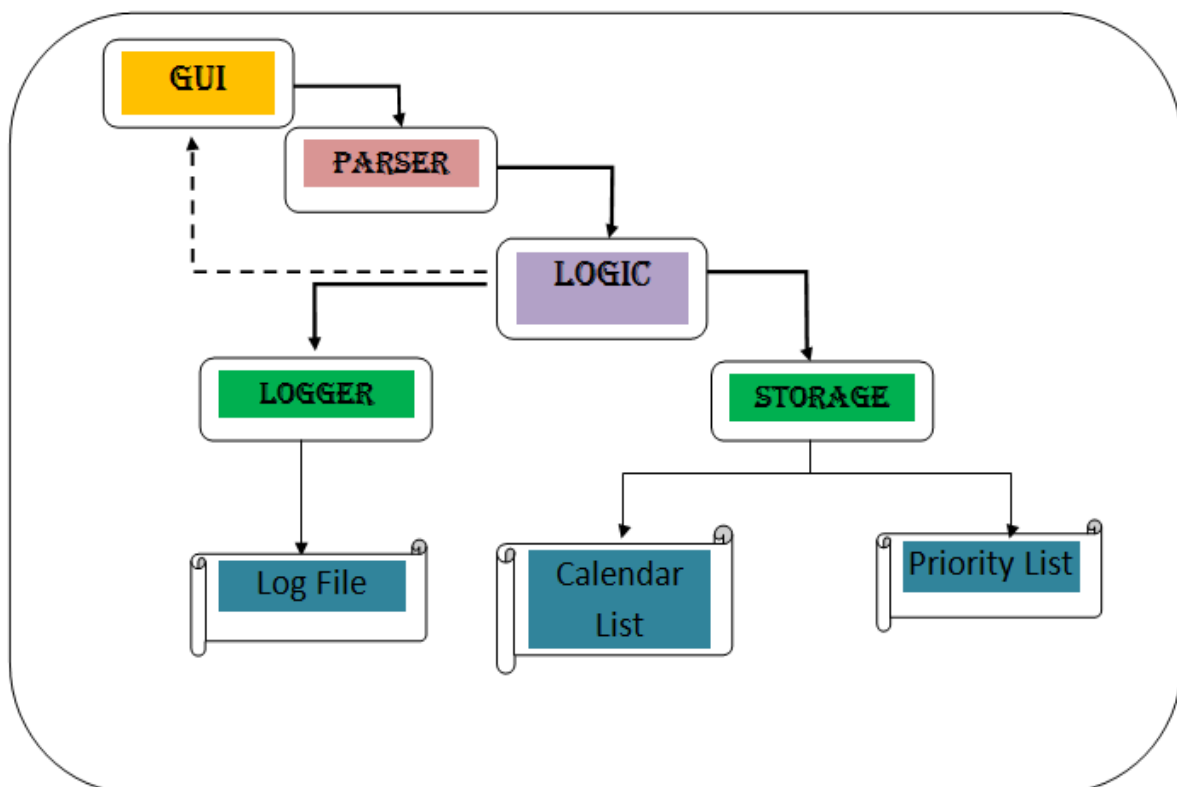 GUI
PARSER
LOGIC
LOGGER
STORAGE
Log File
Calendar
List
Priority List